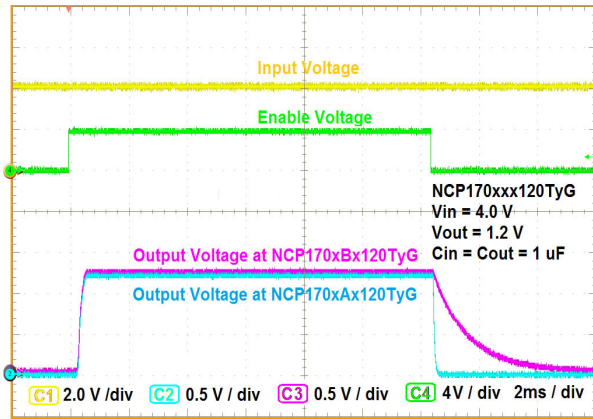 Input Voltage
Enable Voltage
NCP170xxx120TyG
Vin = 4.0 V
Vout = 1.2 V
Cin = Cout = 1 uF
Output Voltage at NCP170xBx120TyG
Output Voltage at NCP170xAx120TyG
C1 2.0 V /div C2 0.5 V / div C3 0.5 V / div C4 4V / div 2ms / div